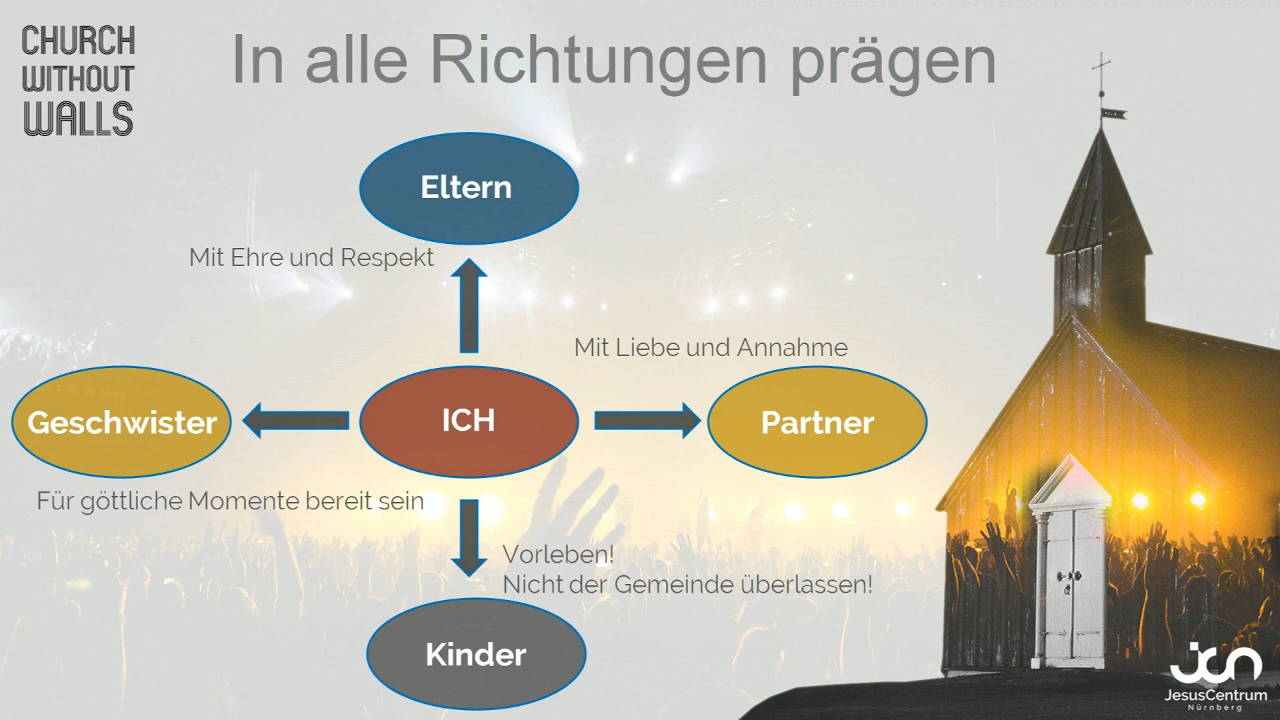 CHURCH
WITHOUT
WALLS
In alle Richtungen prägen
Eltern
Mit Ehre und Respekt
Mit Liebe und Annahme
Geschwister
ICH
Partner
Für göttliche Momente bereit sein
Vorleben!
Nicht der Gemeinde überlassen!
Kinder
jcn
JesusCentrum
Nürnberg